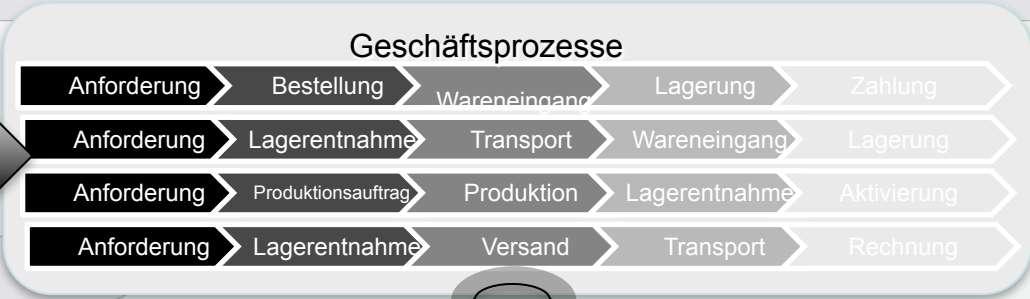 Geschäftsprozesse
Anforderung Bestellung Wareneingang Lagerung Zahlung
Anforderung Lagerentnahme Transport Wareneingang Lagerung
Anforderung Produktionsauftrag Produktion Lagerentnahme Aktivierung
Anforderung Lagerentnahme Versand Transport Rechnung